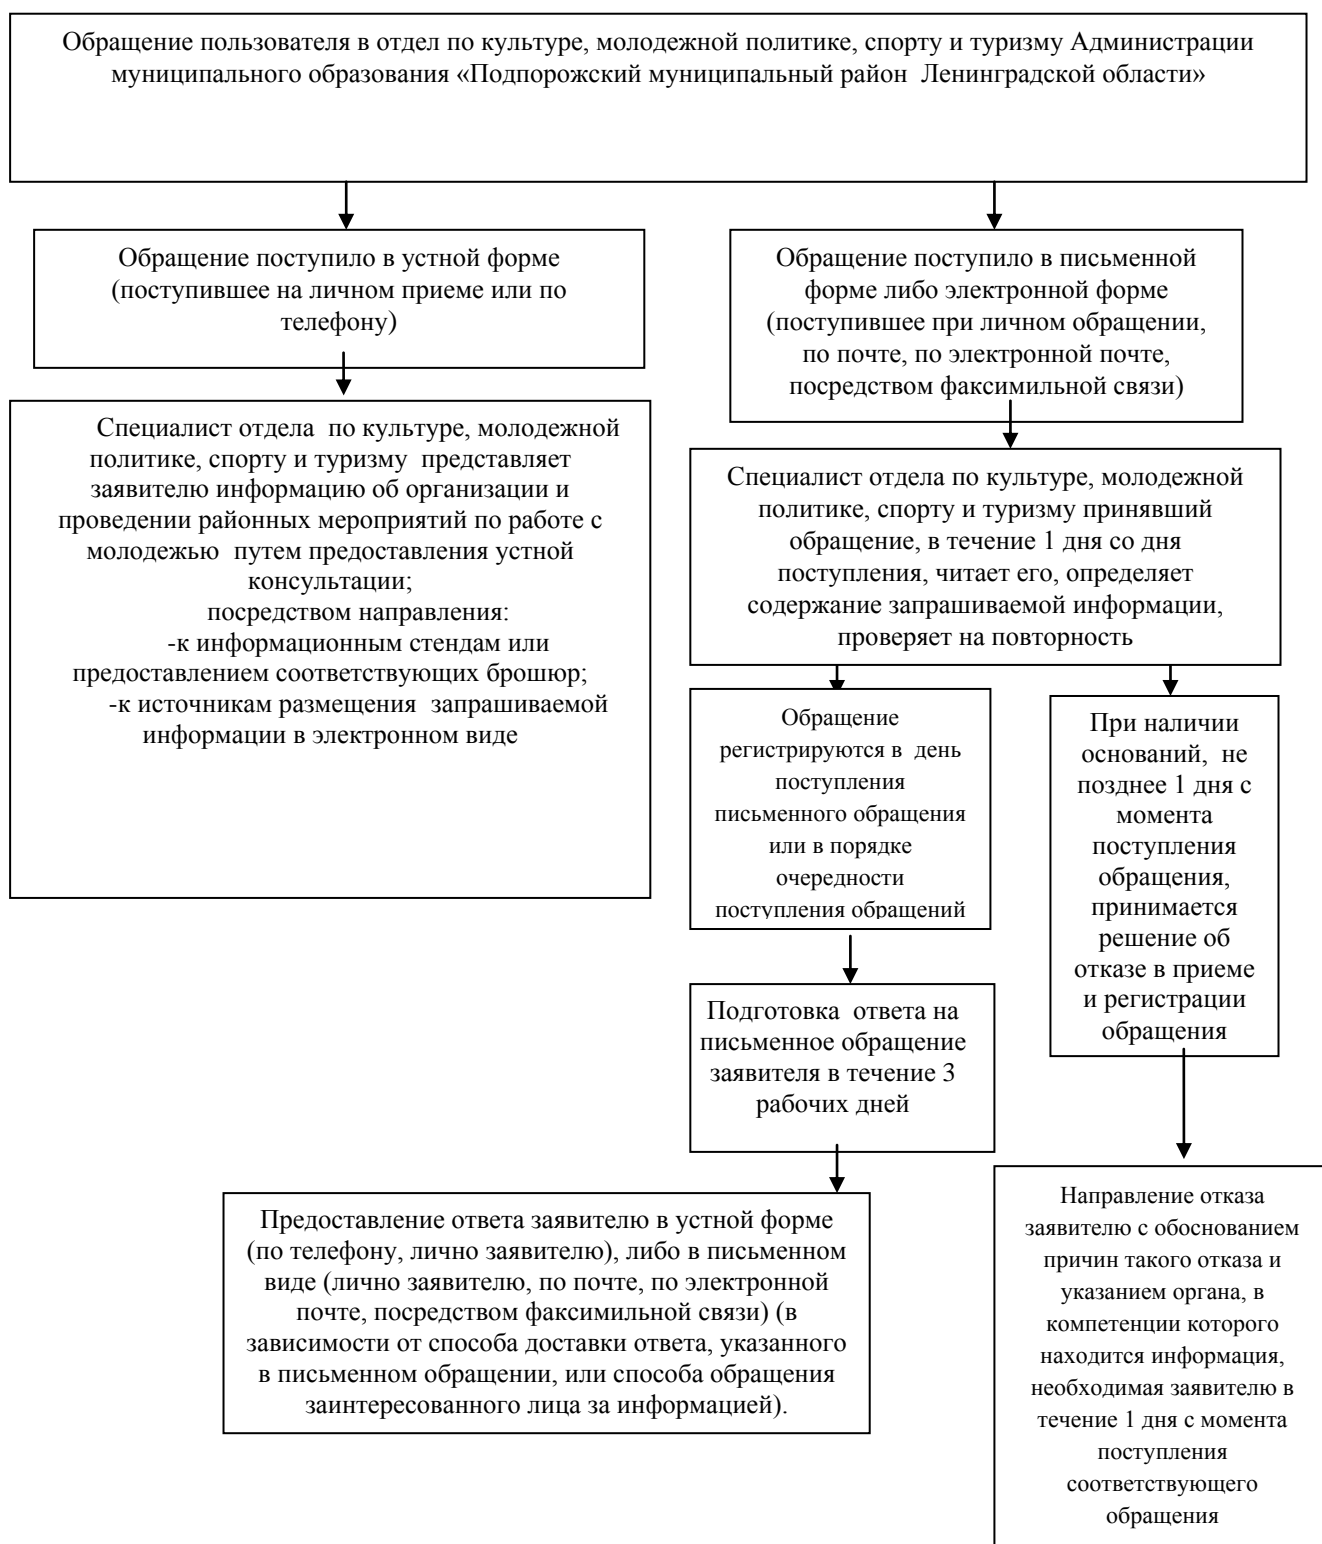 Обращение пользователя в отдел по культуре, молодежной политике, спорту и туризму Администрации
муниципального образования «Подпорожский муниципальный район Ленинградской области»
Обращение поступило в устной форме
(поступившее на личном приеме или по
телефону)
Специалист отдела по культуре, молодежной
политике, спорту и туризму представляет
заявителю информацию об организации и
проведении районных мероприятий по работе с
молодежью путем предоставления устной
консультации;
посредством направления:
-к информационным стендам или
предоставлением соответствующих брошюр;
-к источникам размещения запрашиваемой
информации в электронном виде
Обращение поступило в письменной
форме либо электронной форме
(поступившее при личном обращении,
по почте, по электронной почте,
посредством факсимильной связи)
Специалист отдела по культуре, молодежной
политике, спорту и туризму принявший
обращение, в течение 1 дня со дня
поступления, читает его, определяет
содержание запрашиваемой информации,
проверяет на повторность
Обращение
регистрируются в день
поступления
письменного обращения
или в порядке
очередности
поступления обращений
При наличии
оснований, не
позднее 1 дня с
момента
поступления
обращения,
принимается
решение об
отказе в приеме
и регистрации
обращения
Подготовка ответа на
письменное обращение
заявителя в течение 3
рабочих дней
Предоставление ответа заявителю в устной форме
(по телефону, лично заявителю), либо в письменном
виде (лично заявителю, по почте, по электронной
почте, посредством факсимильной связи) (в
зависимости от способа доставки ответа, указанного
в письменном обращении, или способа обращения
заинтересованного лица за информацией).
Направление отказа
заявителю с обоснованием
причин такого отказа и
указанием органа, в
компетенции которого
находится информация,
необходимая заявителю в
течение 1 дня с момента
поступления
соответствующего
обращения